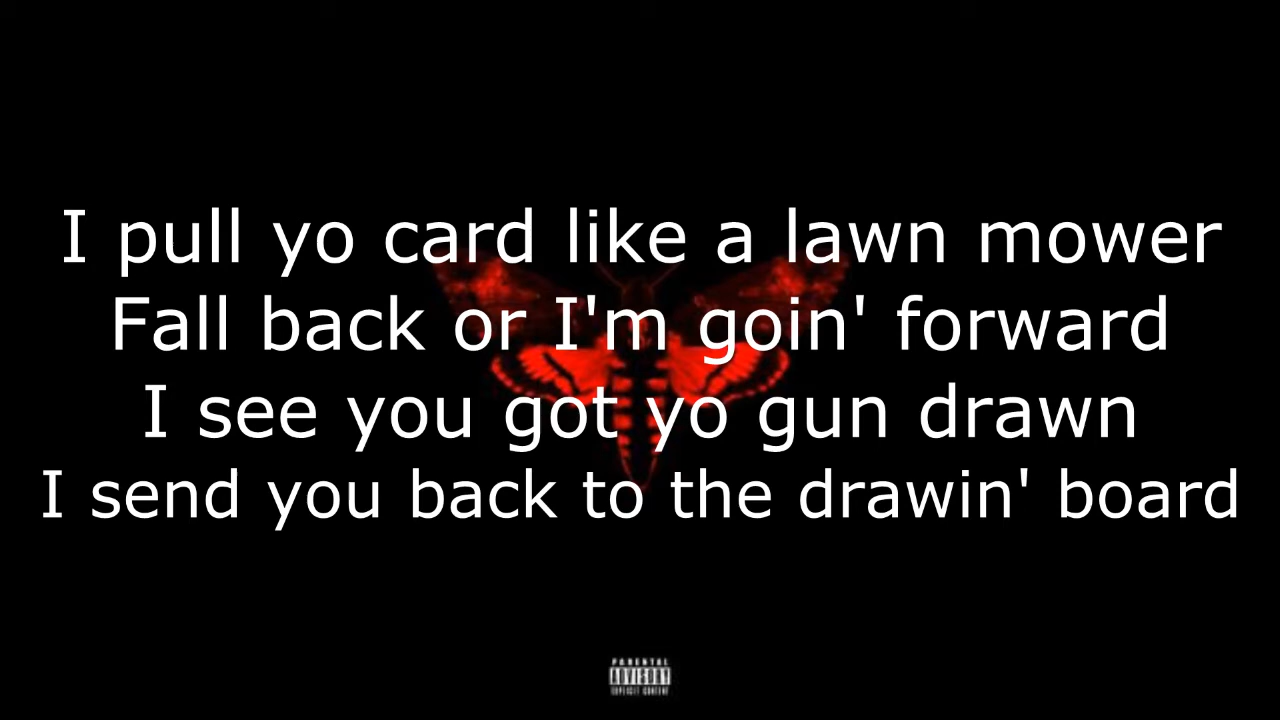 I pull yo card like a lawn mower
Fall back or I'm goin' forward
I see you got yo gun drawn
I send you back to the drawin' board
PARENTAL
ADVISORY
EXPLICIT CONTENT